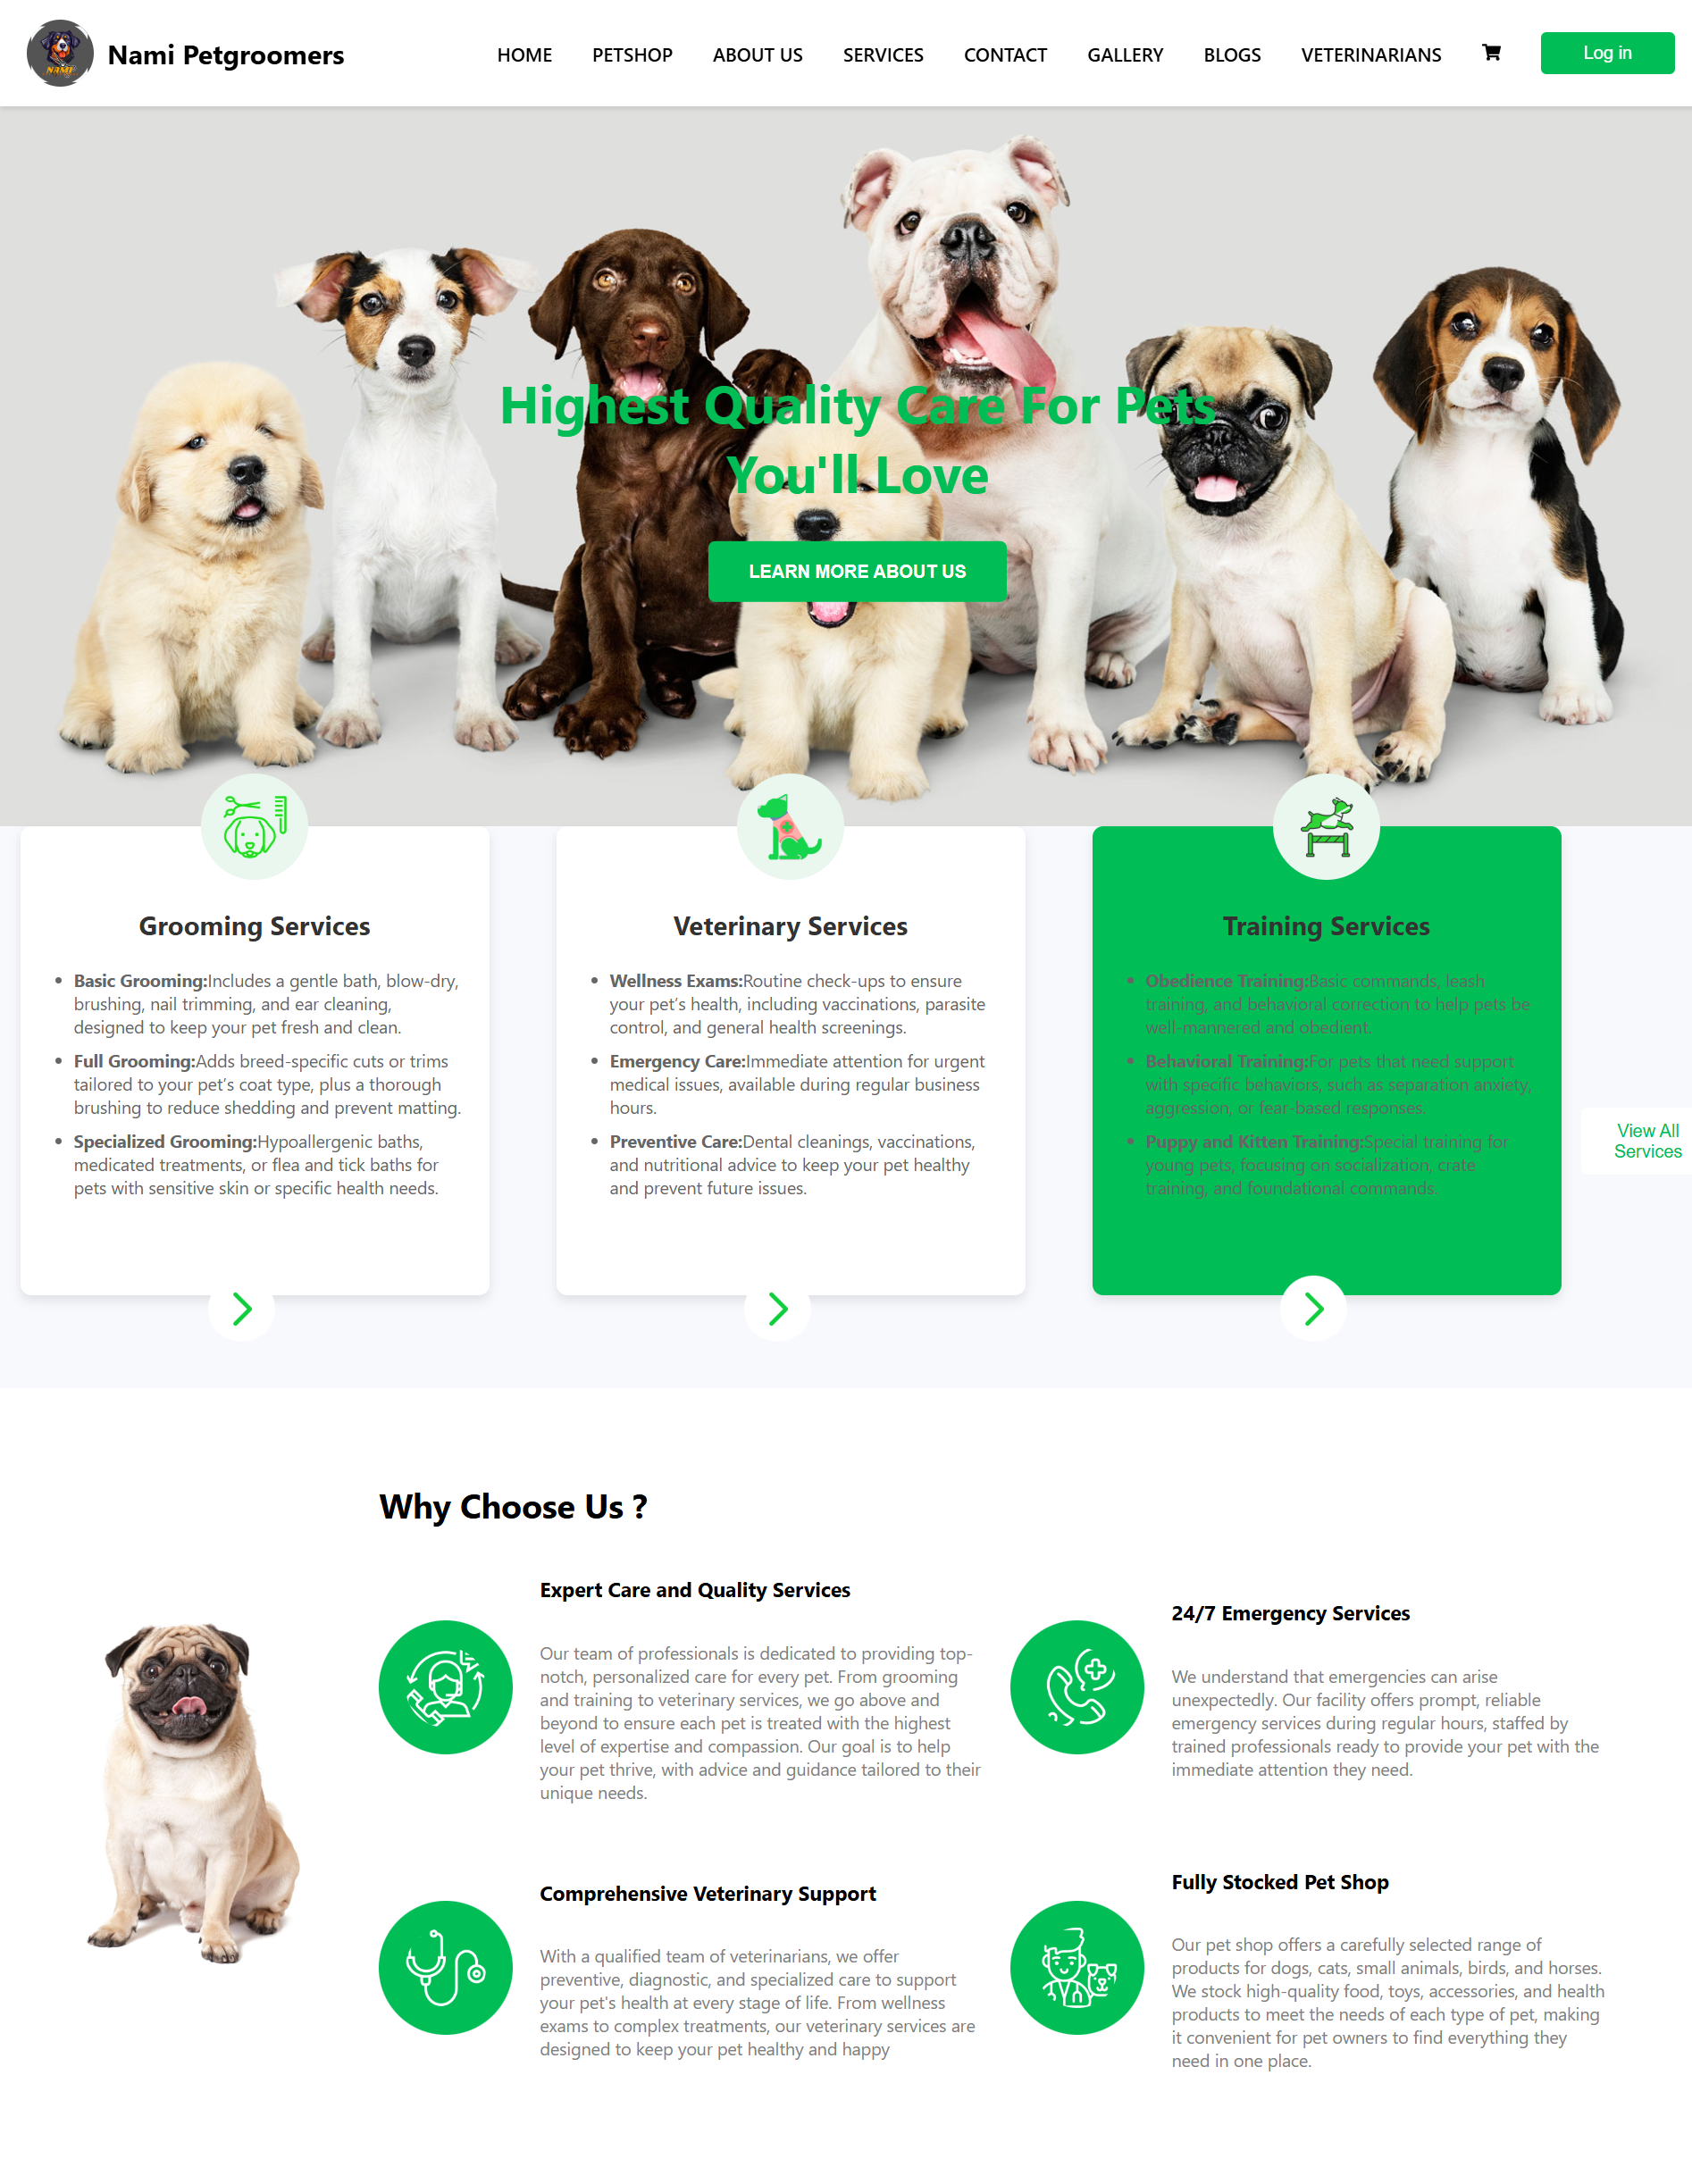 NAMI
Nami Petgroomers
HOME
PETSHOP
ABOUT US
SERVICES
CONTACT
GALLERY
BLOGS
VETERINARIANS
Log in
Highest Quality Care For Pets
You'll Love
LEARN MORE ABOUT US
Grooming Services
• Basic Grooming:Includes a gentle bath, blow-dry,
brushing, nail trimming, and ear cleaning,
designed to keep your pet fresh and clean.
• Full Grooming:Adds breed-specific cuts or trims
tailored to your pet’s coat type, plus a thorough
brushing to reduce shedding and prevent matting.
• Specialized Grooming:Hypoallergenic baths,
medicated treatments, or flea and tick baths for
pets with sensitive skin or specific health needs.
Veterinary Services
• Wellness Exams:Routine check-ups to ensure
your pet’s health, including vaccinations, parasite
control, and general health screenings.
• Emergency Care:Immediate attention for urgent
medical issues, available during regular business
hours.
• Preventive Care:Dental cleanings, vaccinations,
and nutritional advice to keep your pet healthy
and prevent future issues.
Training Services
• Obedience Training:Basic commands, leash
training, and behavioral correction to help pets be
well-mannered and obedient.
• Behavioral Training:For pets that need support
with specific behaviors, such as separation anxiety,
aggression, or fear-based responses.
• Puppy and Kitten Training:Special training for
young pets, focusing on socialization, crate
training, and foundational commands.
View All
Services
Why Choose Us ?
Expert Care and Quality Services
Our team of professionals is dedicated to providing top-
notch, personalized care for every pet. From grooming
and training to veterinary services, we go above and
beyond to ensure each pet is treated with the highest
level of expertise and compassion. Our goal is to help
your pet thrive, with advice and guidance tailored to their
unique needs.
24/7 Emergency Services
We understand that emergencies can arise
unexpectedly. Our facility offers prompt, reliable
emergency services during regular hours, staffed by
trained professionals ready to provide your pet with the
immediate attention they need.
Comprehensive Veterinary Support
With a qualified team of veterinarians, we offer
preventive, diagnostic, and specialized care to support
your pet's health at every stage of life. From wellness
exams to complex treatments, our veterinary services are
designed to keep your pet healthy and happy
Fully Stocked Pet Shop
Our pet shop offers a carefully selected range of
products for dogs, cats, small animals, birds, and horses.
We stock high-quality food, toys, accessories, and health
products to meet the needs of each type of pet, making
it convenient for pet owners to find everything they
need in one place.